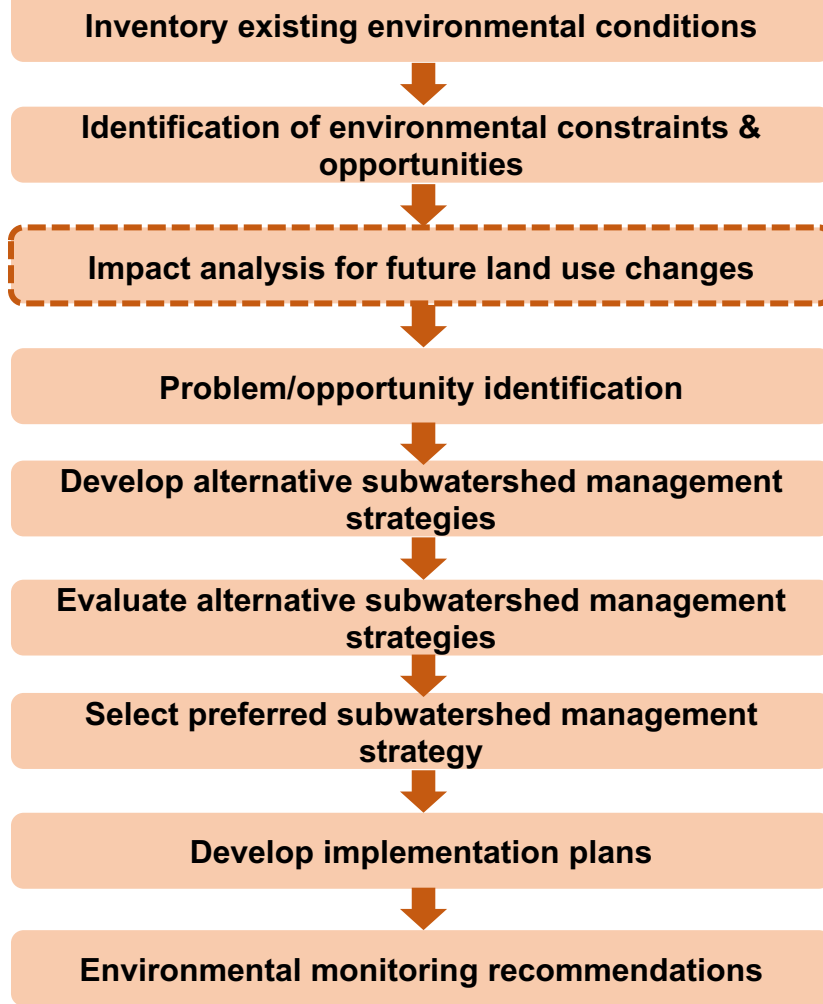 Inventory existing environmental conditions
Identification of environmental constraints &
opportunities
Impact analysis for future land use changes
Problem/opportunity identification
Develop alternative subwatershed management
strategies
Evaluate alternative subwatershed management
strategies
Select preferred subwatershed management
strategy
Develop implementation plans
Environmental monitoring recommendations